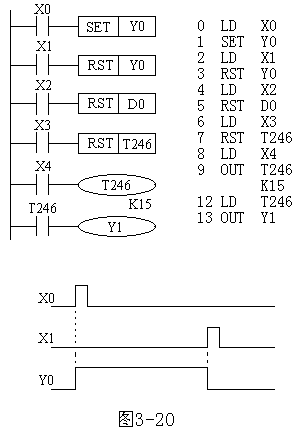 X0
SET Y0
X1
RST Y0
X2
RST D0
X3
RST T246
X4
T246
K15
T246
Y1
0 LD X0
1 SET Y0
2 LD X1
3 RST Y0
4 LD X2
5 RST D0
6 LD X3
7 RST T246
8 LD X4
9 OUT T246
K15
12 LD T246
13 OUT Y1
X0
X1
Y0
图3-20